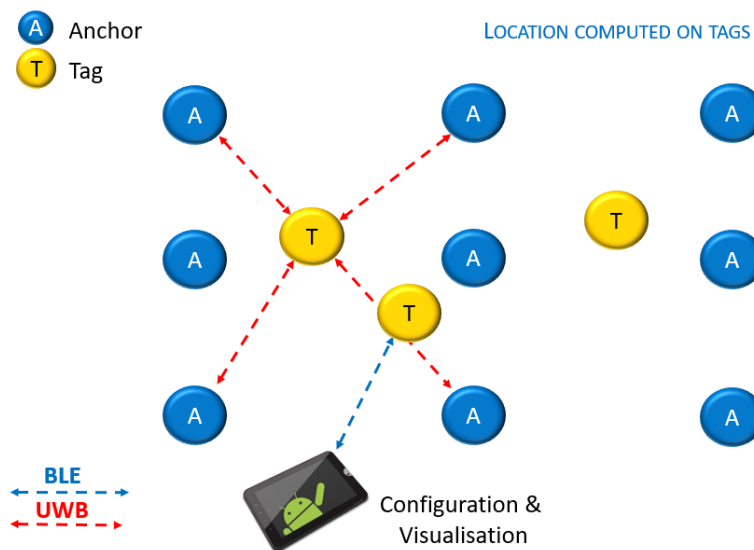 A Anchor
LOCATION COMPUTED ON TAGS
T Tag
A A A
T T
A A A
T
A A A
BLE
UWB
Configuration &
Visualisation